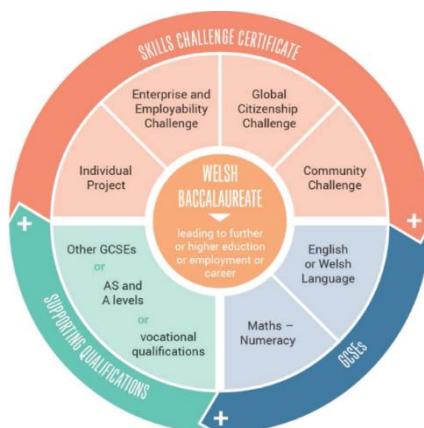 SKILLS CHALLENGE CERTIFICATE
Enterprise and
Employability
Challenge
Global
Citizenship
Challenge
Individual
Project
Community
Challenge
WELSH
BACCALAUREATE
leading to further
or higher eduction
or employment or
career
Other GCSEs
or
AS and
A levels
or
vocational
qualifications
English
or Welsh
Language
Maths –
Numeracy
SUPPORTING QUALIFICATIONS
GCSEs
+
+
+